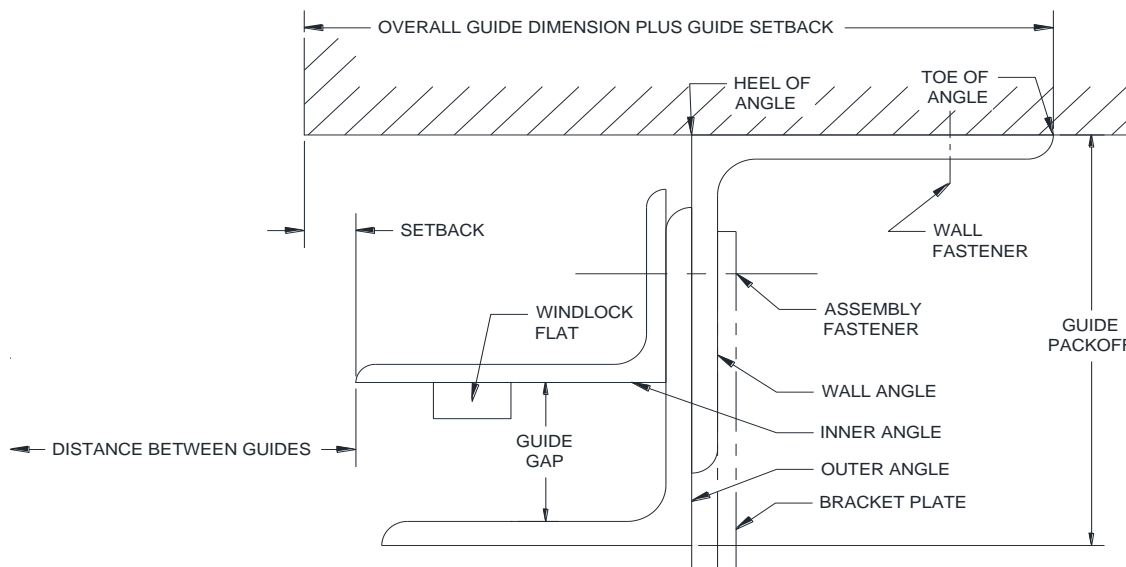 OVERALL GUIDE DIMENSION PLUS GUIDE SETBACK
HEEL OF
ANGLE
TOE OF
ANGLE
SETBACK
WALL
FASTENER
WINDLOCK
FLAT
ASSEMBLY
FASTENER
GUIDE
PACKOFF
WALL ANGLE
INNER ANGLE
GUIDE
GAP
DISTANCE BETWEEN GUIDES
OUTER ANGLE
BRACKET PLATE